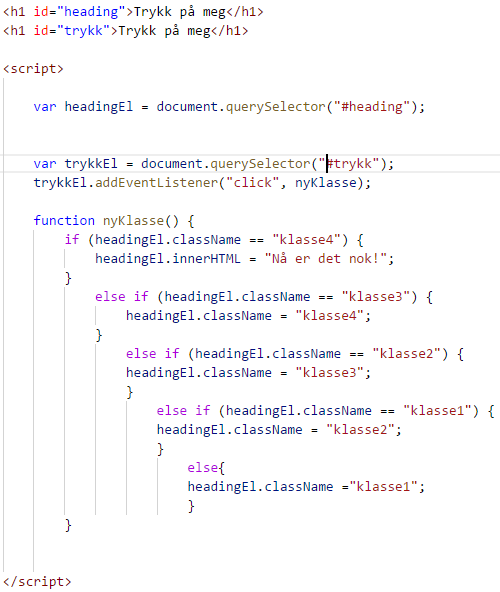 <h1 id="heading">Trykk på meg</h1>
<h1 id="trykk">Trykk på meg</h1>
<script>
var headingEl = document.querySelector("#heading");
var trykkEl = document.querySelector("#trykk");
trykkEl.addEventListener("click", nyKlasse);
function nyKlasse() {
if (headingEl.className == "klasse4") {
headingEl.innerHTML = "Nå er det nok!";
}
else if (headingEl.className == "klasse3") {
headingEl.className = "klasse4";
}
else if (headingEl.className == "klasse2") {
headingEl.className = "klasse3";
}
else if (headingEl.className == "klasse1") {
headingEl.className = "klasse2";
}
else{
headingEl.className ="klasse1";
}
}
</script>